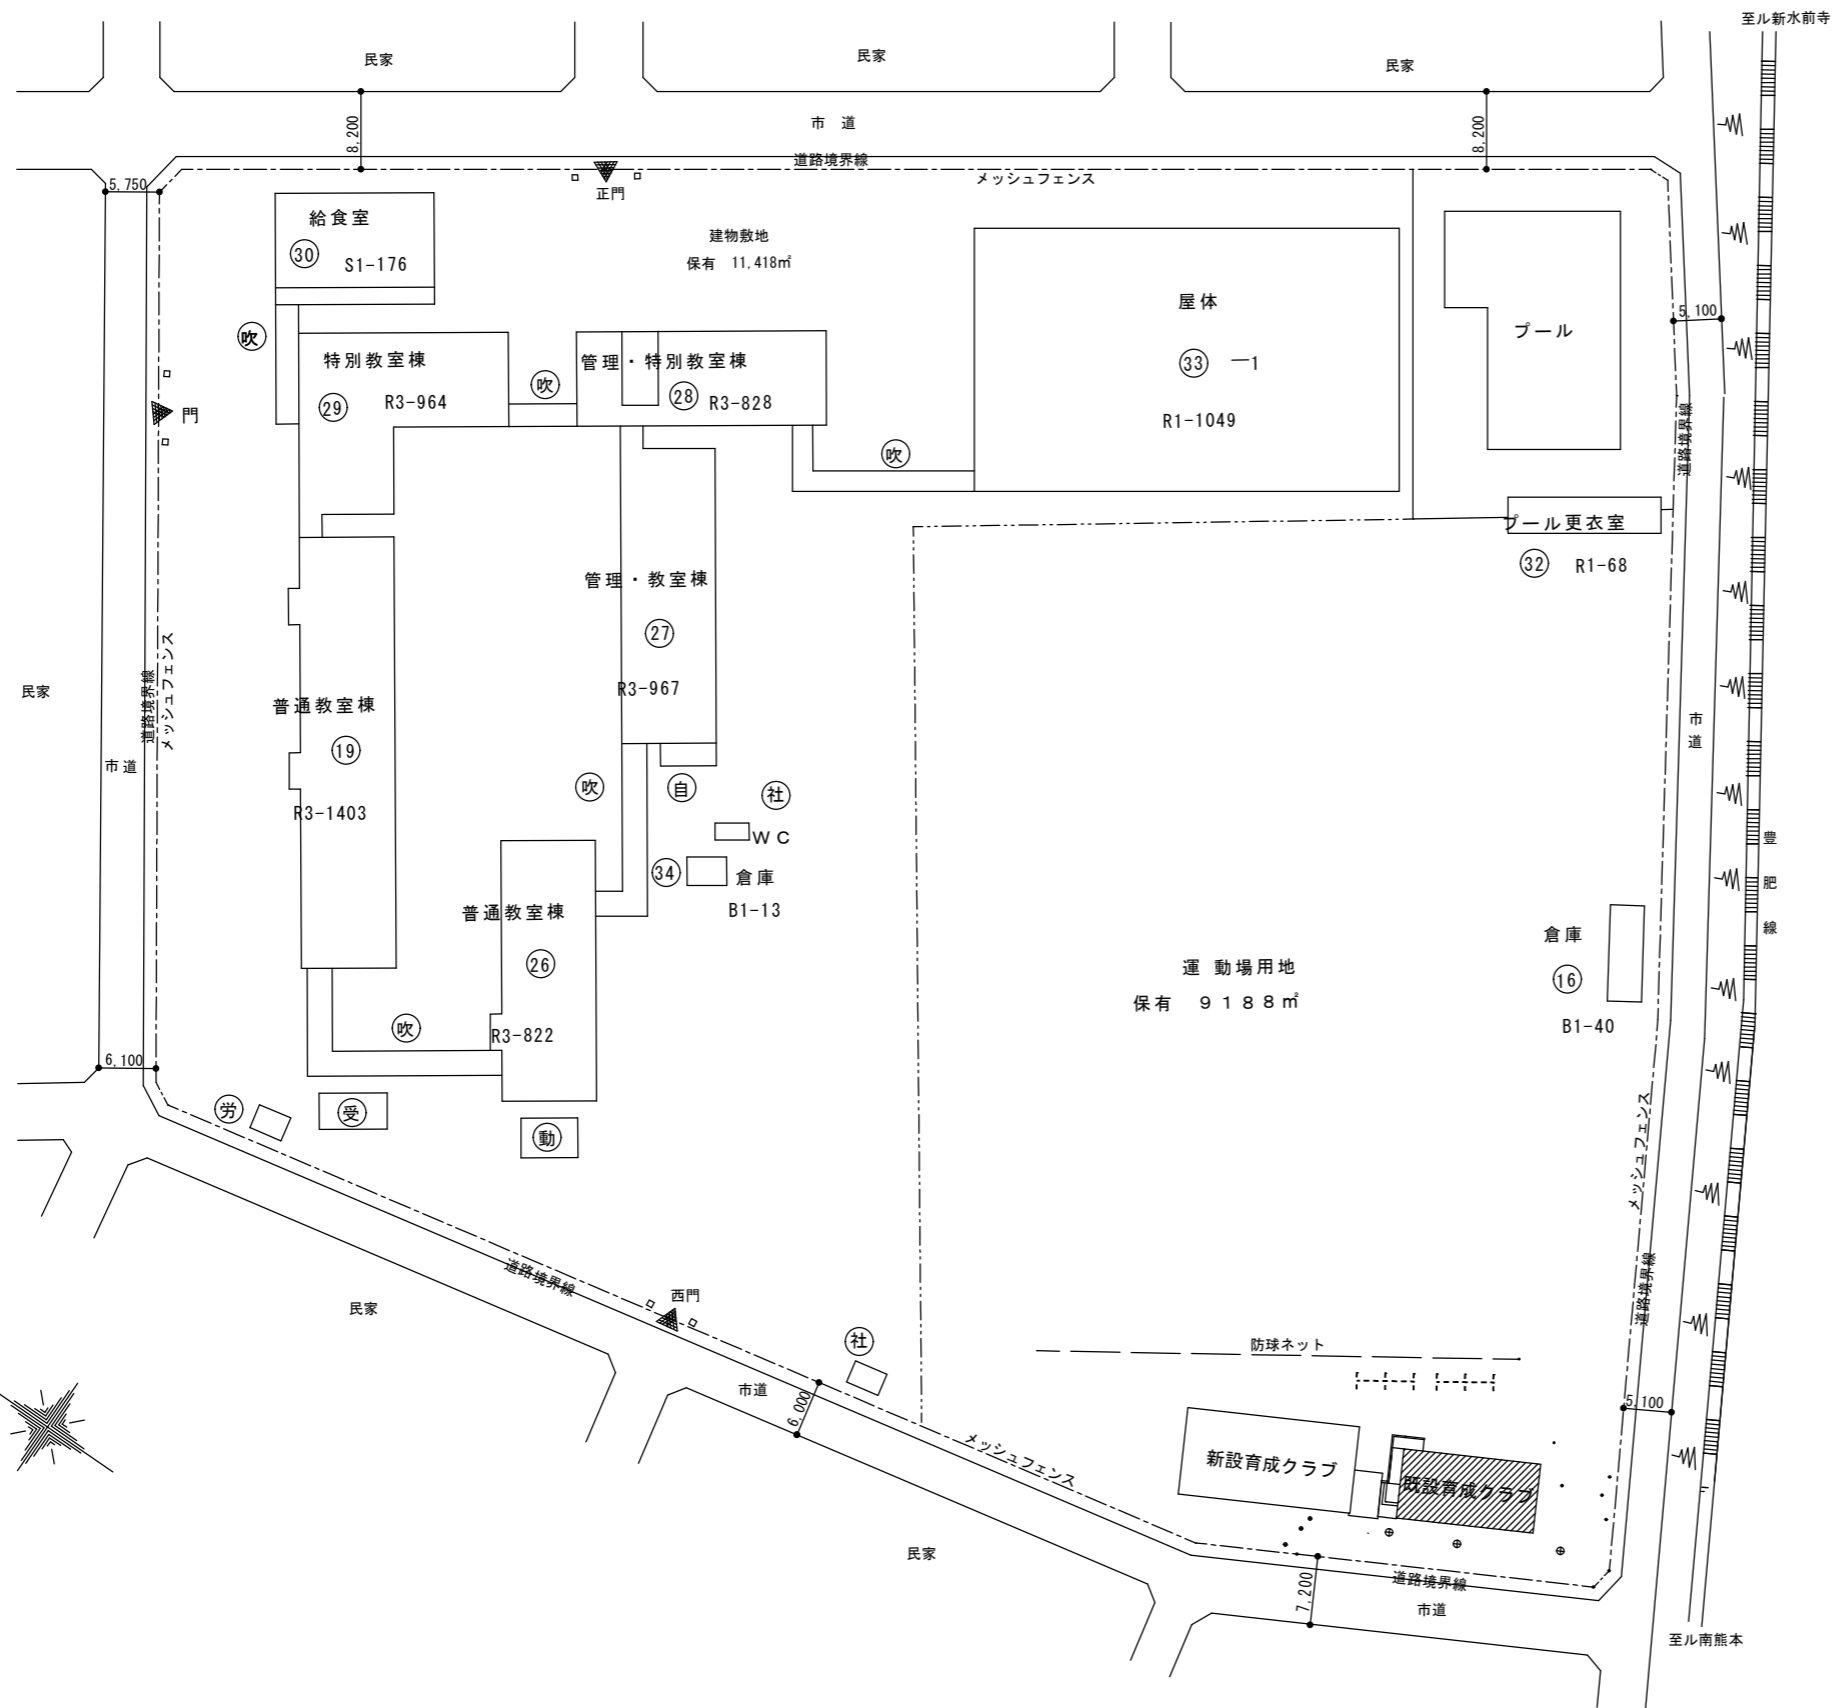 至ル新水前寺
民家
民家
民家
8,200
市 道
8,200
道路境界線
メッシュフェンス
5,750
正門
給食室
㉚ S1-176
建物敷地
保有 11,418㎡
屋体
㉝ ー1
R1-1049
プール
5,100
道路境界線
吹
特別教室棟
㉙ R3-964
吹
管理・特別教室棟
㉘ R3-828
門
吹
プール更衣室
㉜ R1-68
管理・教室棟
㉗
R3-967
民家
道路境界線
メッシュフェンス
市道
普通教室棟
⑲
R3-1403
市道
吹
自
社
WC
㉞ 倉庫
B1-13
豊肥線
普通教室棟
㉖
R3-822
吹
倉庫
⑯
B1-40
運 動場用地
保有 9188㎡
6,100
労
受
動
メッシュフェンス
道路境界線
道路境界線
民家
西門
社
市道
6,000
防球ネット
5,100
メッシュフェンス
新設育成クラブ
既設育成クラブ
民家
7,200
道路境界線
市道
至ル南熊本